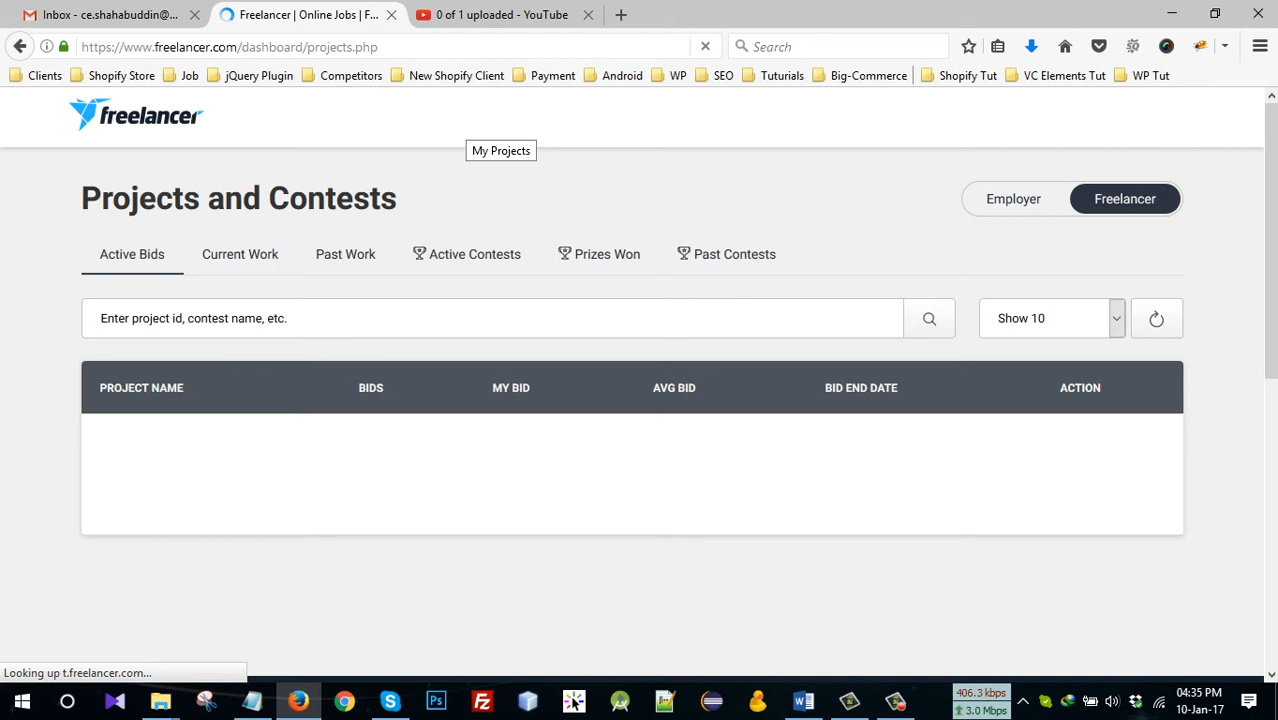 Inbox - ce.shahabuddin@... Freelancer | Online Jobs | F... 0 of 1 uploaded - YouTube
https://www.freelancer.com/dashboard/projects.php Search
Clients Shopify Store Job jQuery Plugin Competitors New Shopify Client Payment Android WP SEO Tuturials Big-Commerce Shopify Tut VC Elements Tut WP Tut
freelancer
My Projects
Projects and Contests Employer Freelancer
Active Bids Current Work Past Work Active Contests Prizes Won Past Contests
Enter project id, contest name, etc. Show 10
PROJECT NAME BIDS MY BID AVG BID BID END DATE ACTION
Looking up t.freelancer.com...
Ps Fz
406.3 kbps 04:35 PM
3.0 Mbps 10-Jan-17